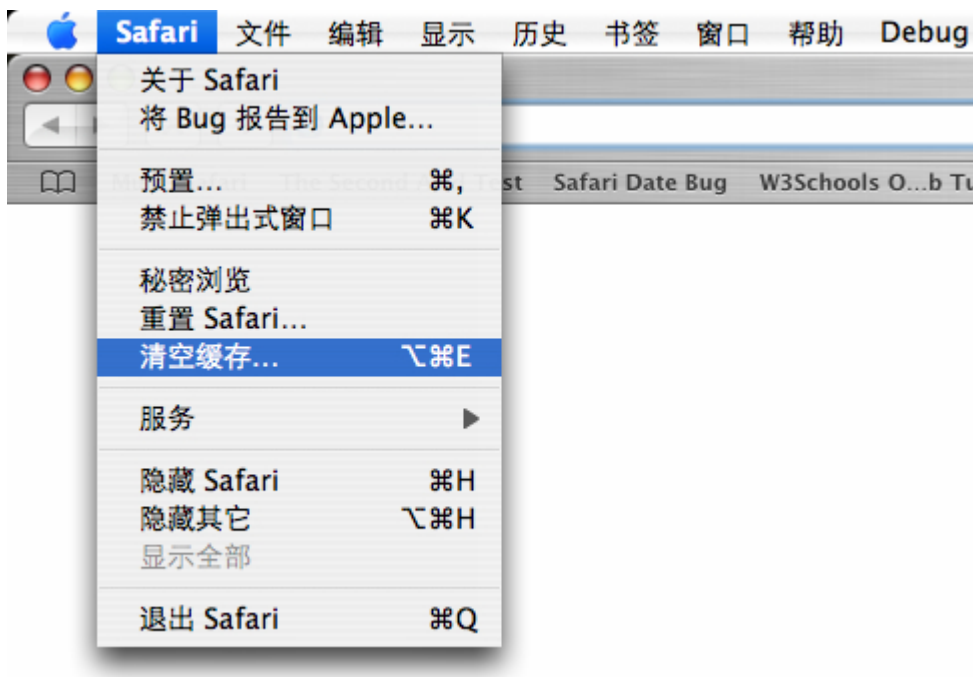 Safari 文件 编辑 显示 历史 书签 窗口 帮助 Debug
关于 Safari
将 Bug 报告到 Apple...
预置... ⌘,
st Safari Date Bug W3Schools O...b Tu
禁止弹出式窗口 ⌘K
秘密浏览
重置 Safari...
清空缓存... ⌥⌘E
服务 ▶
隐藏 Safari ⌘H
隐藏其它 ⌥⌘H
显示全部
退出 Safari ⌘Q